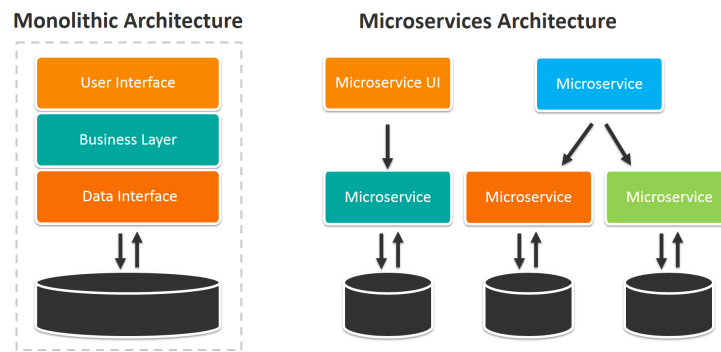 Monolithic Architecture
Microservices Architecture
User Interface
Business Layer
Data Interface
Microservice UI
Microservice
Microservice
Microservice
Microservice